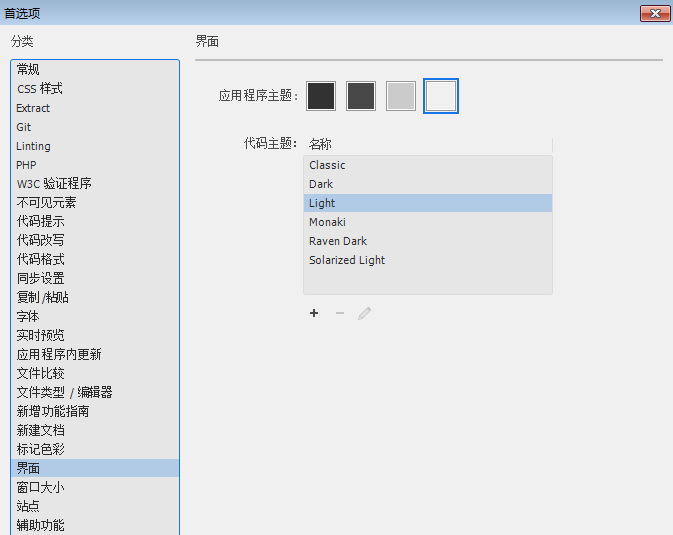 首选项
分类
常规
CSS 样式
Extract
Git
Linting
PHP
W3C 验证程序
不可见元素
代码提示
代码改写
代码格式
同步设置
复制/粘贴
字体
实时预览
应用程序内更新
文件比较
文件类型 / 编辑器
新增功能指南
新建文档
标记色彩
界面
窗口大小
站点
辅助功能
界面
应用程序主题:
代码主题: 名称
Classic
Dark
Light
Monaki
Raven Dark
Solarized Light